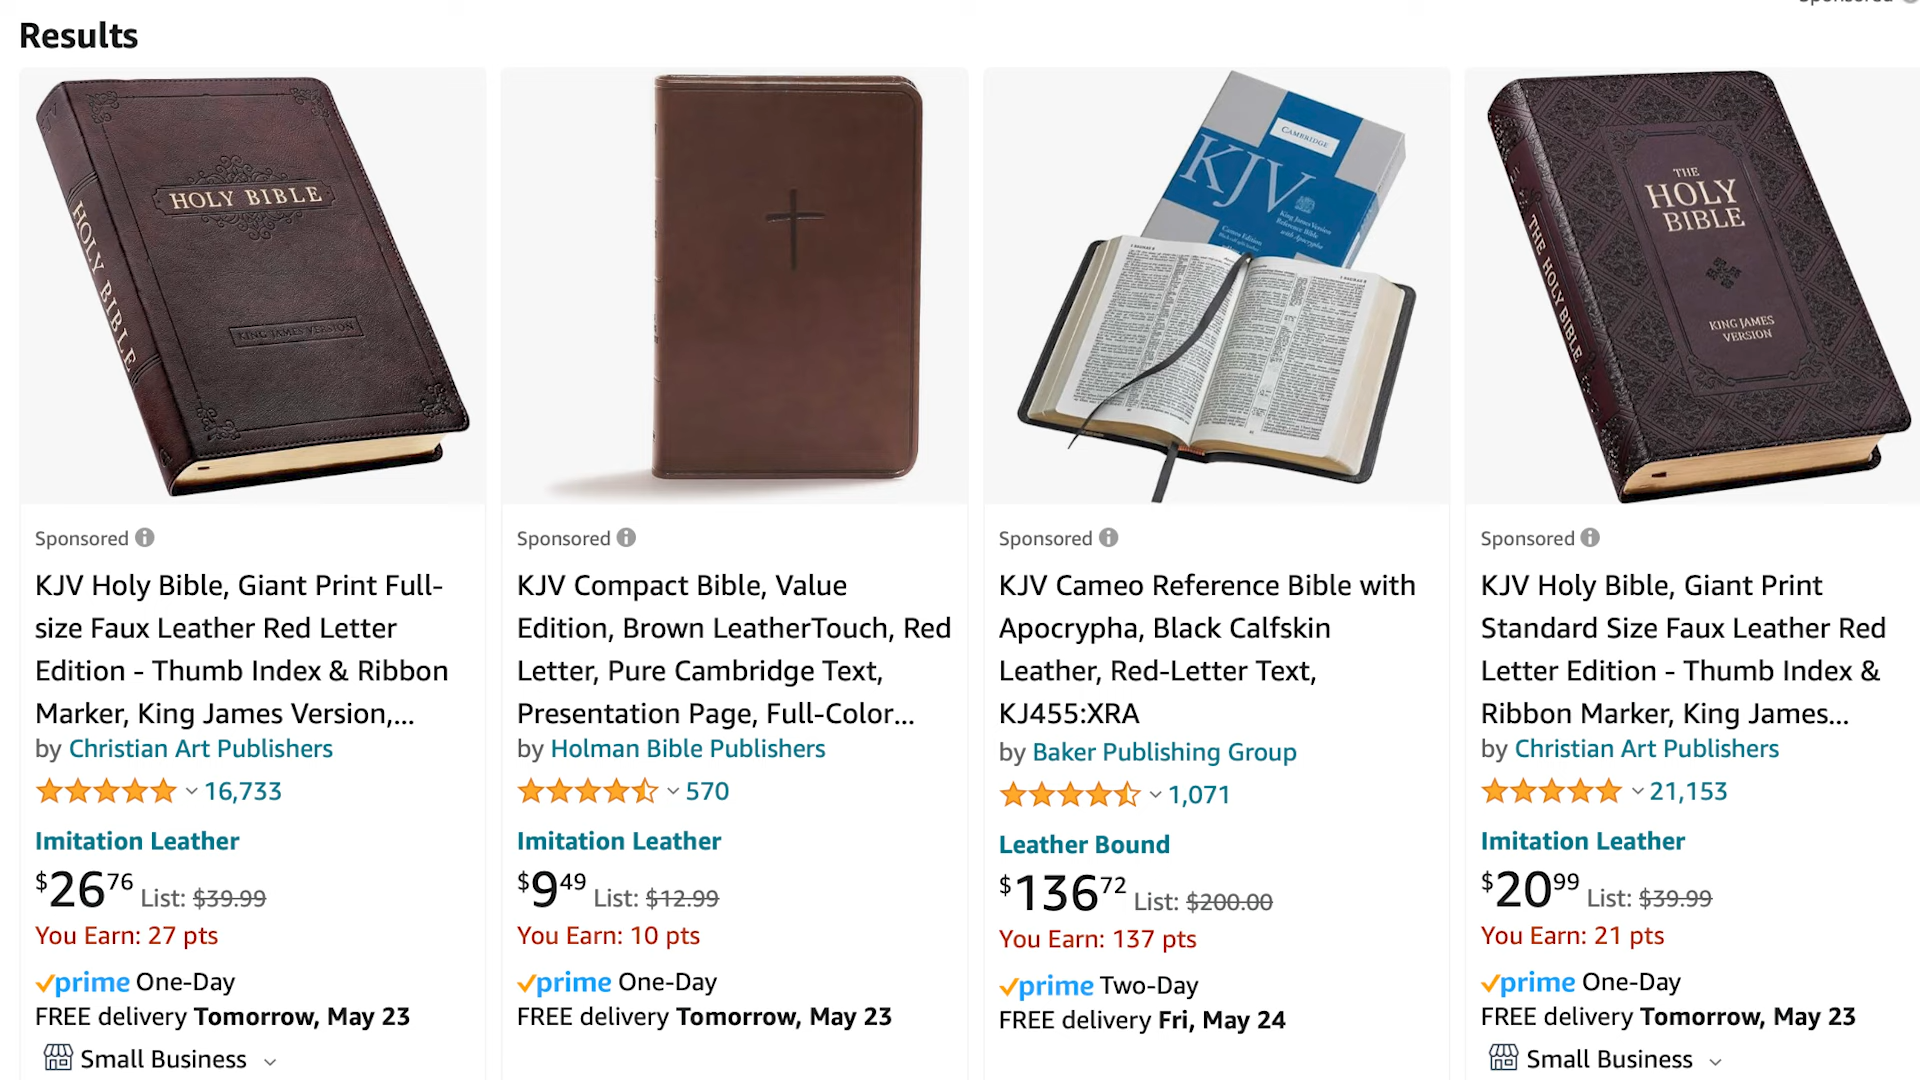 Results
HOLY BIBLE
HOLY BIBLE
KING JAMES VERSION
CAMBRIDGE
KJV
King James Version
Reference Bible
with Apocrypha
Cameo Edition
THE
HOLY
BIBLE
THE HOLY BIBLE
KING JAMES
VERSION
Sponsored
KJV Holy Bible, Giant Print Full-
size Faux Leather Red Letter
Edition - Thumb Index & Ribbon
Marker, King James Version,...
by Christian Art Publishers
16,733
Imitation Leather
$26.76 List: $39.99
You Earn: 27 pts
prime One-Day
FREE delivery Tomorrow, May 23
Small Business
Sponsored
KJV Compact Bible, Value
Edition, Brown LeatherTouch, Red
Letter, Pure Cambridge Text,
Presentation Page, Full-Color...
by Holman Bible Publishers
570
Imitation Leather
$9.49 List: $12.99
You Earn: 10 pts
prime One-Day
FREE delivery Tomorrow, May 23
Sponsored
KJV Cameo Reference Bible with
Apocrypha, Black Calfskin
Leather, Red-Letter Text,
KJ455:XRA
by Baker Publishing Group
1,071
Leather Bound
$136.72 List: $200.00
You Earn: 137 pts
prime Two-Day
FREE delivery Fri, May 24
Sponsored
KJV Holy Bible, Giant Print
Standard Size Faux Leather Red
Letter Edition - Thumb Index &
Ribbon Marker, King James...
by Christian Art Publishers
21,153
Imitation Leather
$20.99 List: $39.99
You Earn: 21 pts
prime One-Day
FREE delivery Tomorrow, May 23
Small Business